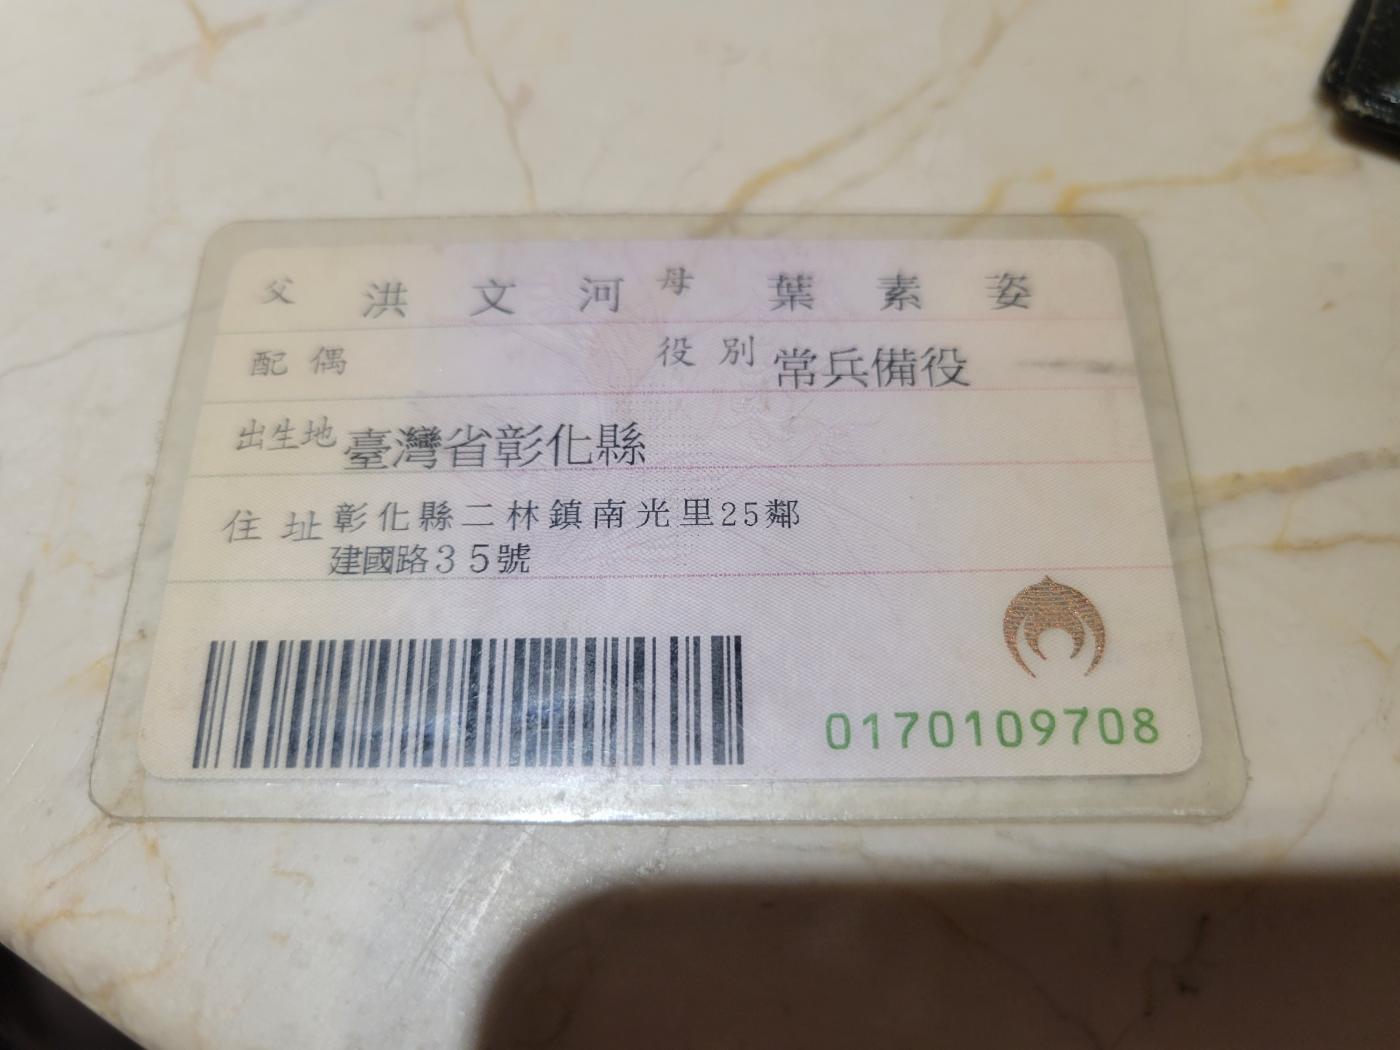 父 洪文河 母 葉素姿
配偶 役別 常兵備役
出生地 臺灣省彰化縣
住址 彰化縣二林鎮南光里25鄰
建國路35號
0170109708